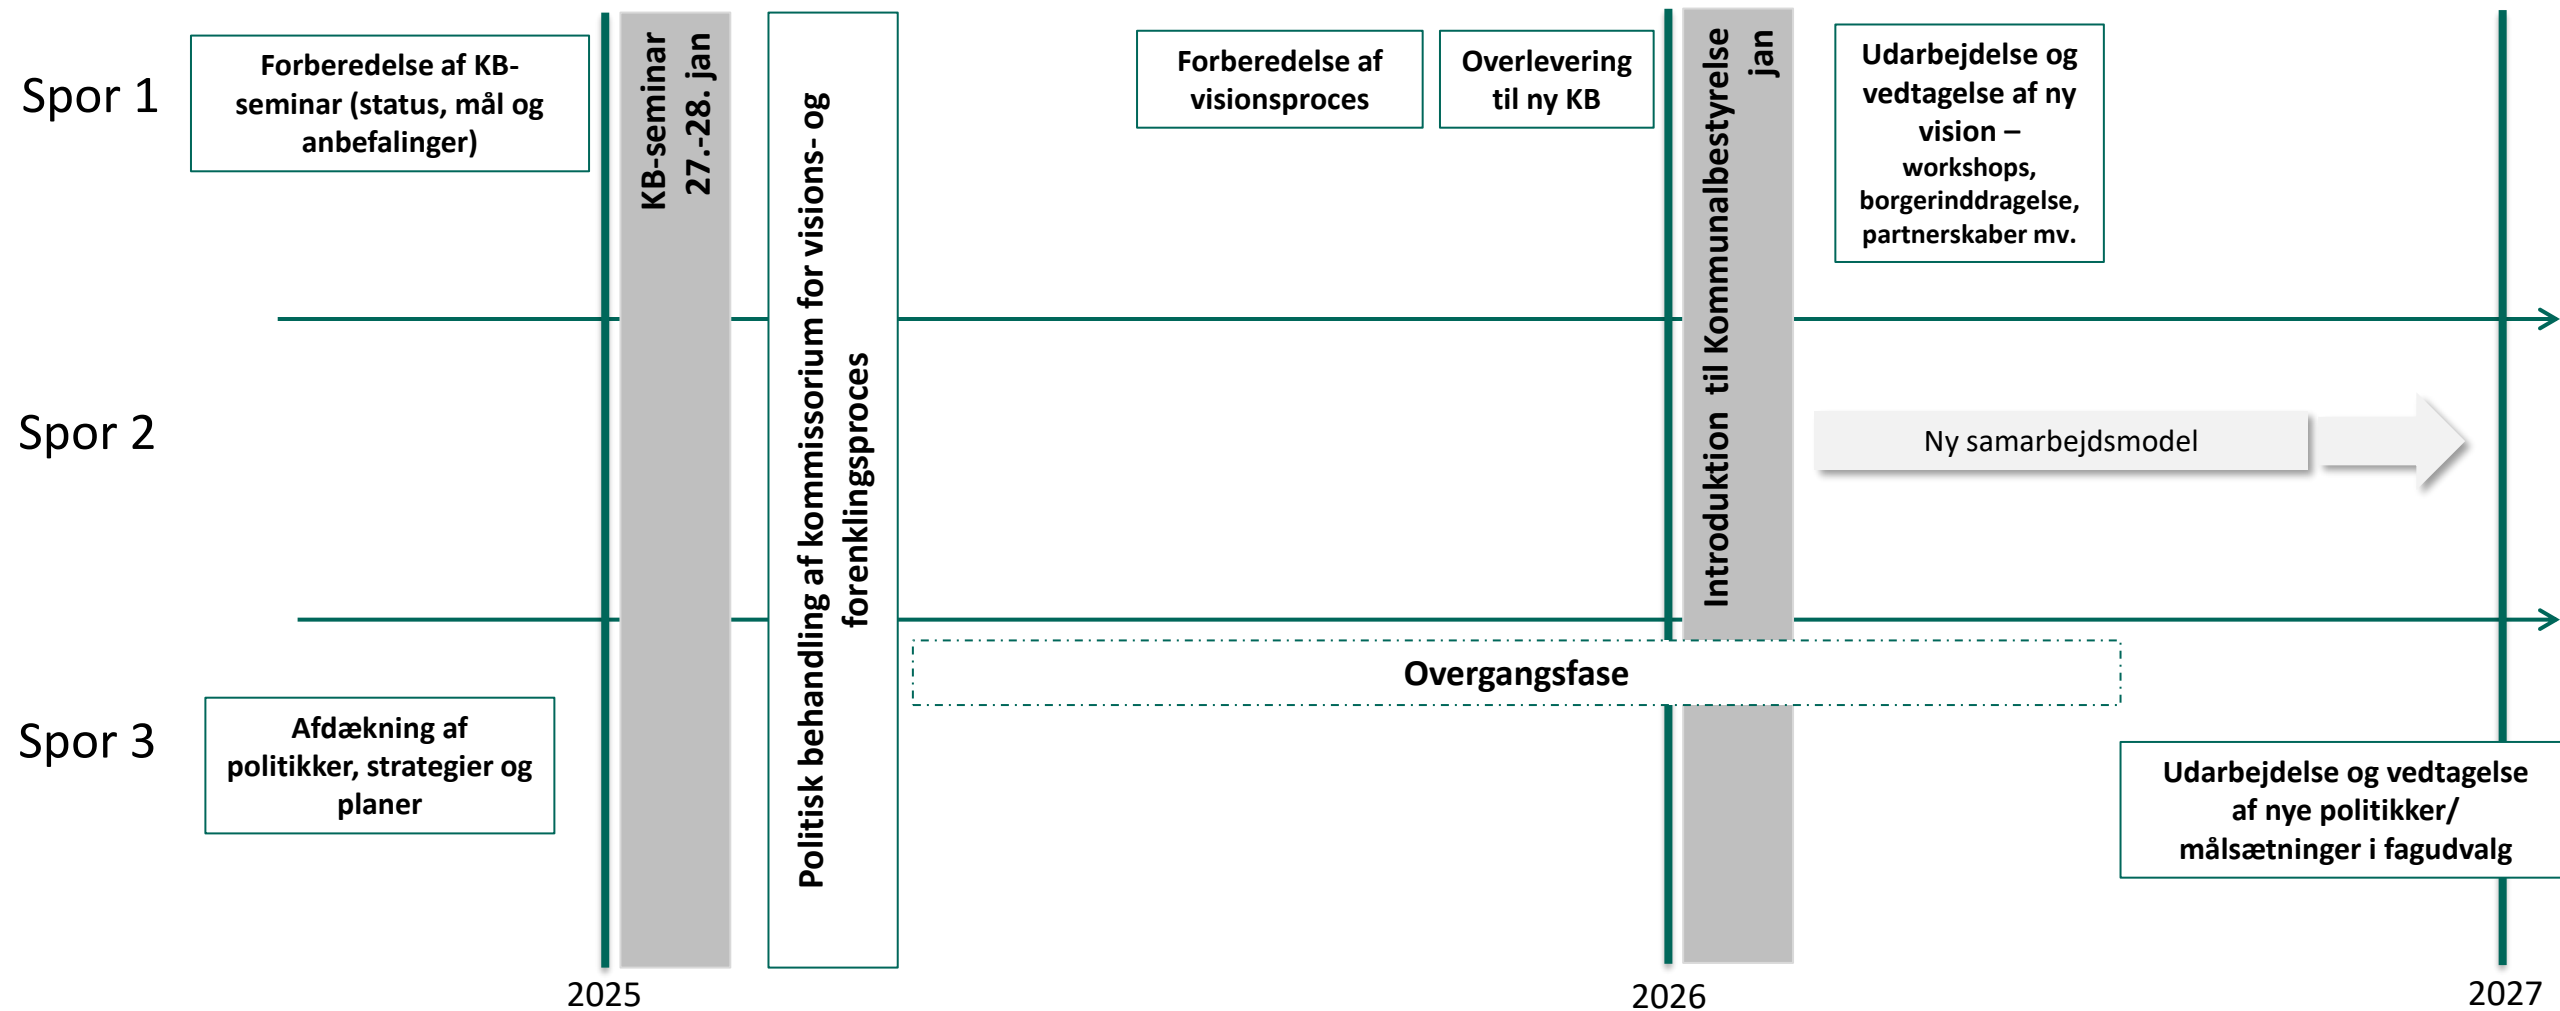 Spor 1
Forberedelse af KB-
seminar (status, mål og
anbefalinger)
KB-seminar
27.-28. jan
Politisk behandling af kommissorium for visions- og
forenklingsproces
Forberedelse af
visionsproces
Overlevering
til ny KB
Introduktion til Kommunalbestyrelse
jan
Udarbejdelse og
vedtagelse af ny
vision –
workshops,
borgerinddragelse,
partnerskaber mv.
Spor 2
Ny samarbejdsmodel
Spor 3
Overgangsfase
Afdækning af
politikker, strategier og
planer
Udarbejdelse og vedtagelse
af nye politikker/
målsætninger i fagudvalg
2025
2026
2027